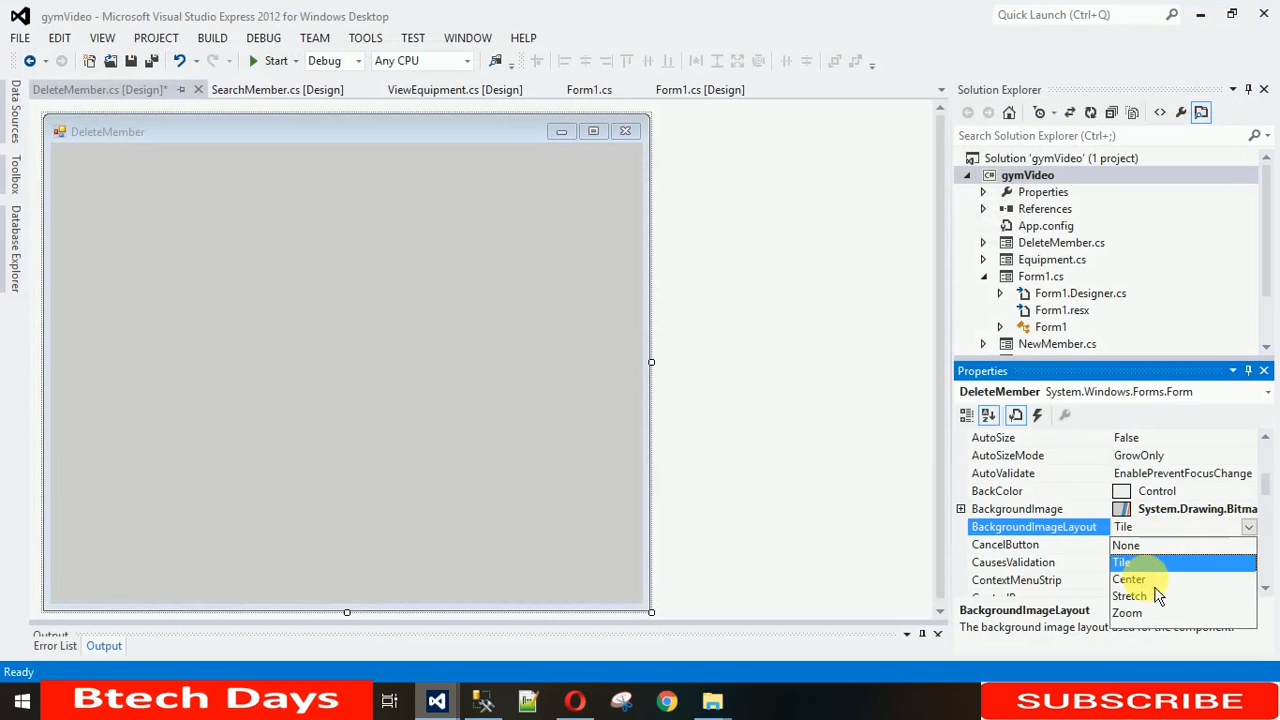 gymVideo - Microsoft Visual Studio Express 2012 for Windows Desktop
Quick Launch (Ctrl+Q)
FILE EDIT VIEW PROJECT BUILD DEBUG TEAM TOOLS TEST WINDOW HELP
Start Debug Any CPU
DeleteMember.cs [Design]* SearchMember.cs [Design] ViewEquipment.cs [Design] Form1.cs Form1.cs [Design]
Data Sources
Toolbox
Database Explorer
DeleteMember
Solution Explorer
Search Solution Explorer (Ctrl+;)
Solution 'gymVideo' (1 project)
gymVideo
Properties
References
App.config
DeleteMember.cs
Equipment.cs
Form1.cs
Form1.Designer.cs
Form1.resx
Form1
NewMember.cs
Properties
DeleteMember System.Windows.Forms.Form
AutoSize False
AutoSizeMode GrowOnly
AutoValidate EnablePreventFocusChange
BackColor Control
BackgroundImage System.Drawing.Bitma
BackgroundImageLayout Tile
CancelButton None
CausesValidation Tile
ContextMenuStrip Center
Stretch
Zoom
BackgroundImageLayout
The background image layout used for the component.
Output
Error List Output
Ready
Btech Days
SUBSCRIBE